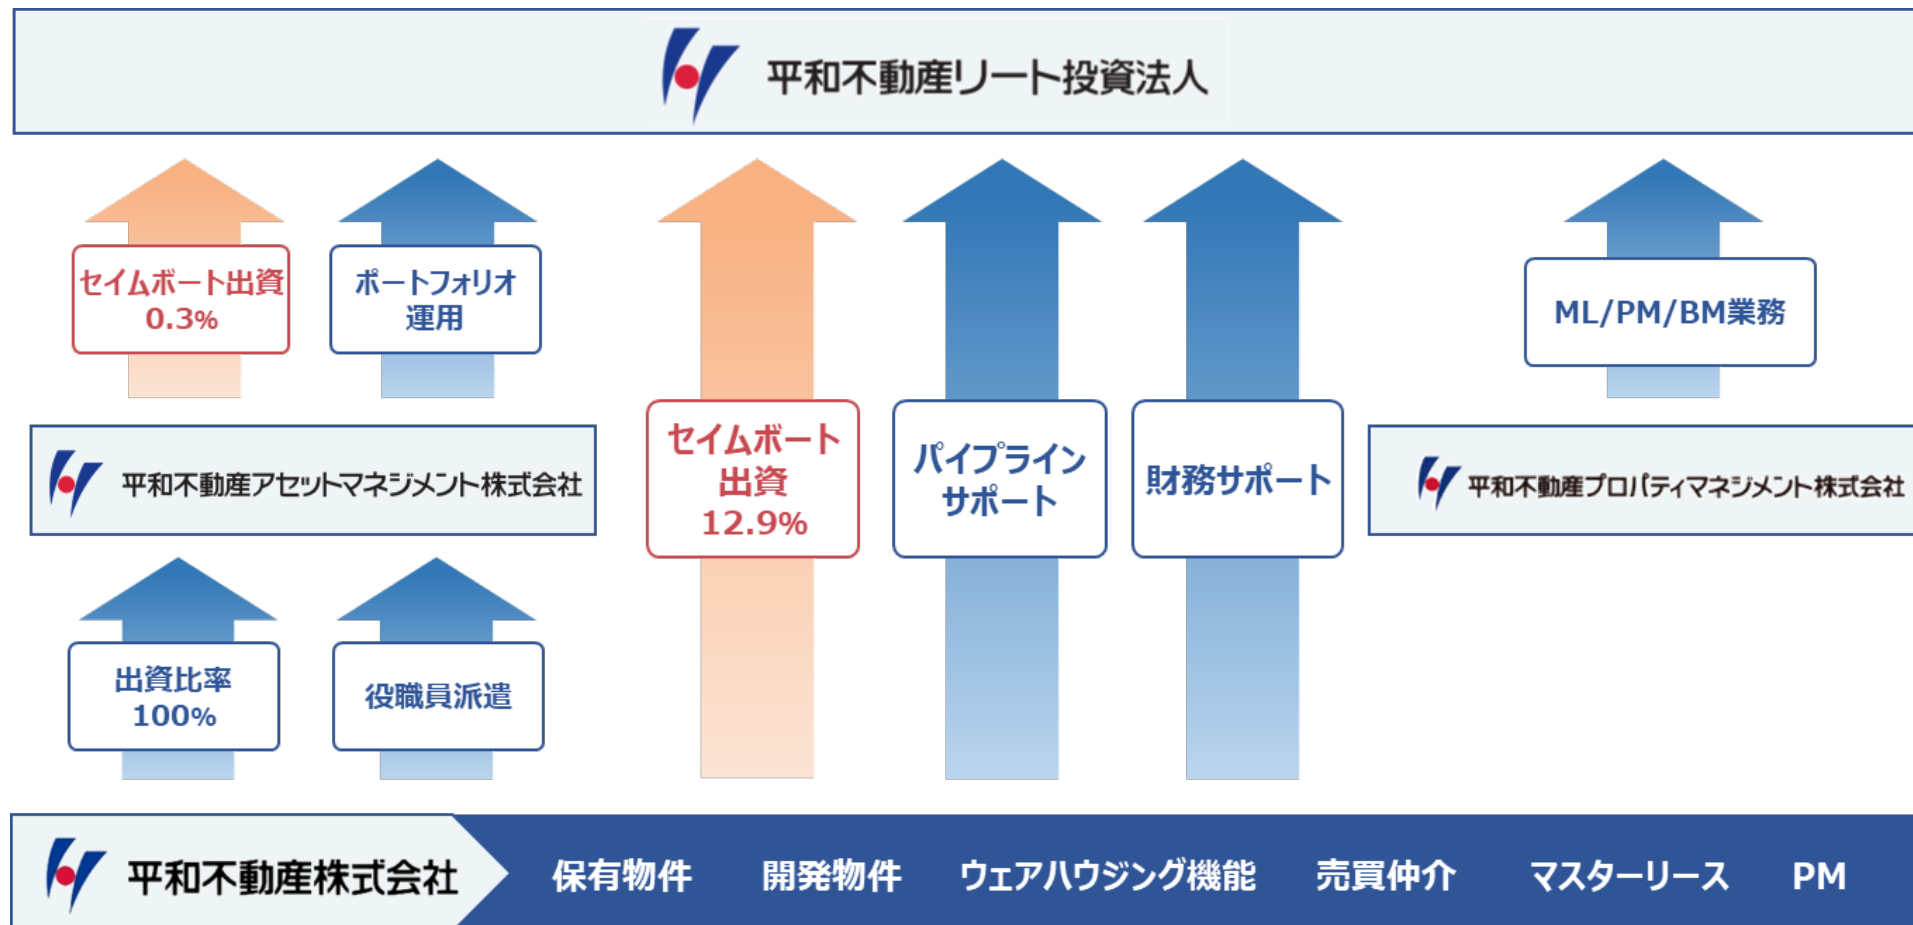 平和不動産リート投資法人
セイムボート出資
0.3%
ポートフォリオ
運用
ML/PM/BM業務
平和不動産アセットマネジメント株式会社
セイムボート
出資
12.9%
パイプライン
サポート
財務サポート
平和不動産プロパティマネジメント株式会社
出資比率
100%
役職員派遣
平和不動産株式会社
保有物件
開発物件
ウェアハウジング機能
売買仲介
マスターリース
PM